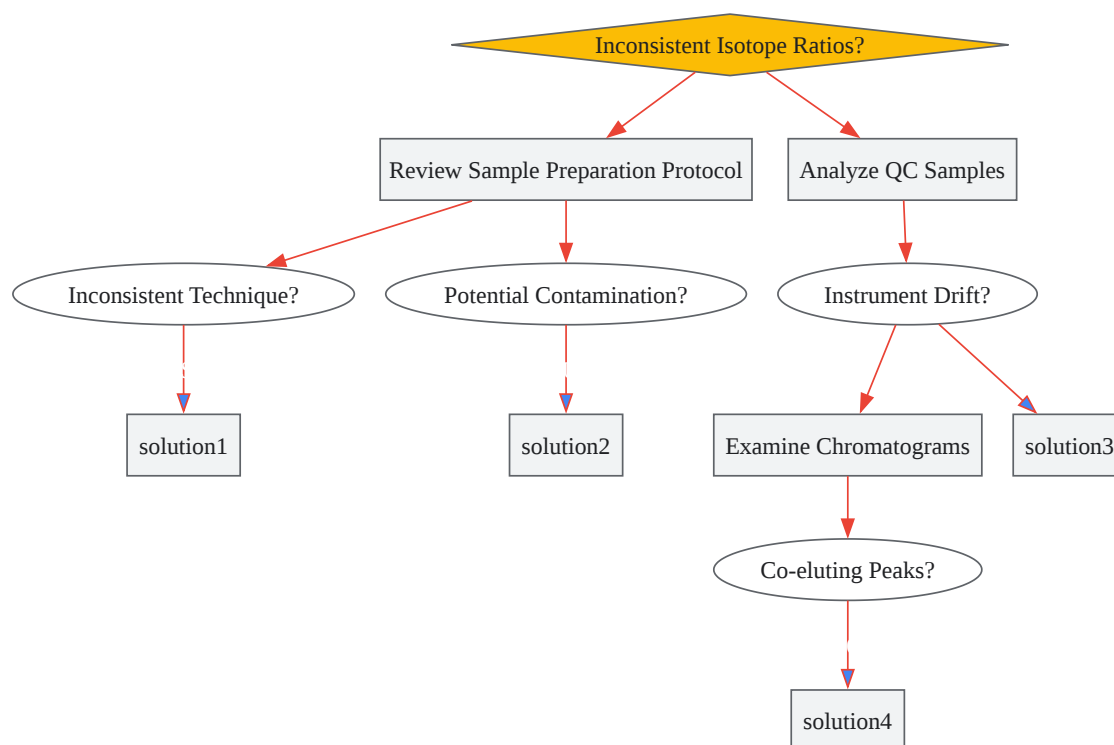 Inconsistent Isotope Ratios?
Review Sample Preparation Protocol
Analyze QC Samples
Inconsistent Technique?
Potential Contamination?
Instrument Drift?
solution1
solution2
Examine Chromatograms
solution3
Co-eluting Peaks?
solution4